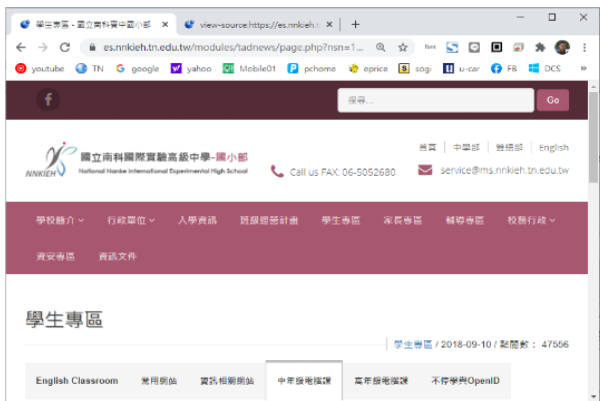 學生專區 - 國立南科實中國小部
view-source:https://es.nnkieh.t
es.nnkieh.tn.edu.tw/modules/tadnews/page.php?nsn=1...
youtube TN google yahoo Mobile01 pchome eprice sogi u-car FB DCS
搜尋... Go
首頁 中學部 雙語部 English
NNKIEH 國立南科國際實驗高級中學-國小部
National Nanke International Experimental High School
Call us FAX: 06-5052680 service@ms.nnkieh.tn.edu.tw
學校簡介 行政單位 入學資訊 班級經營計畫 學生專區 家長專區 輔導專區 校務行政
資安專區 資訊文件
學生專區
學生專區 / 2018-09-10 / 點閱數： 47556
English Classroom 常用網站 資訊相關網站 中年級電腦課 高年級電腦課 不停學與OpenID